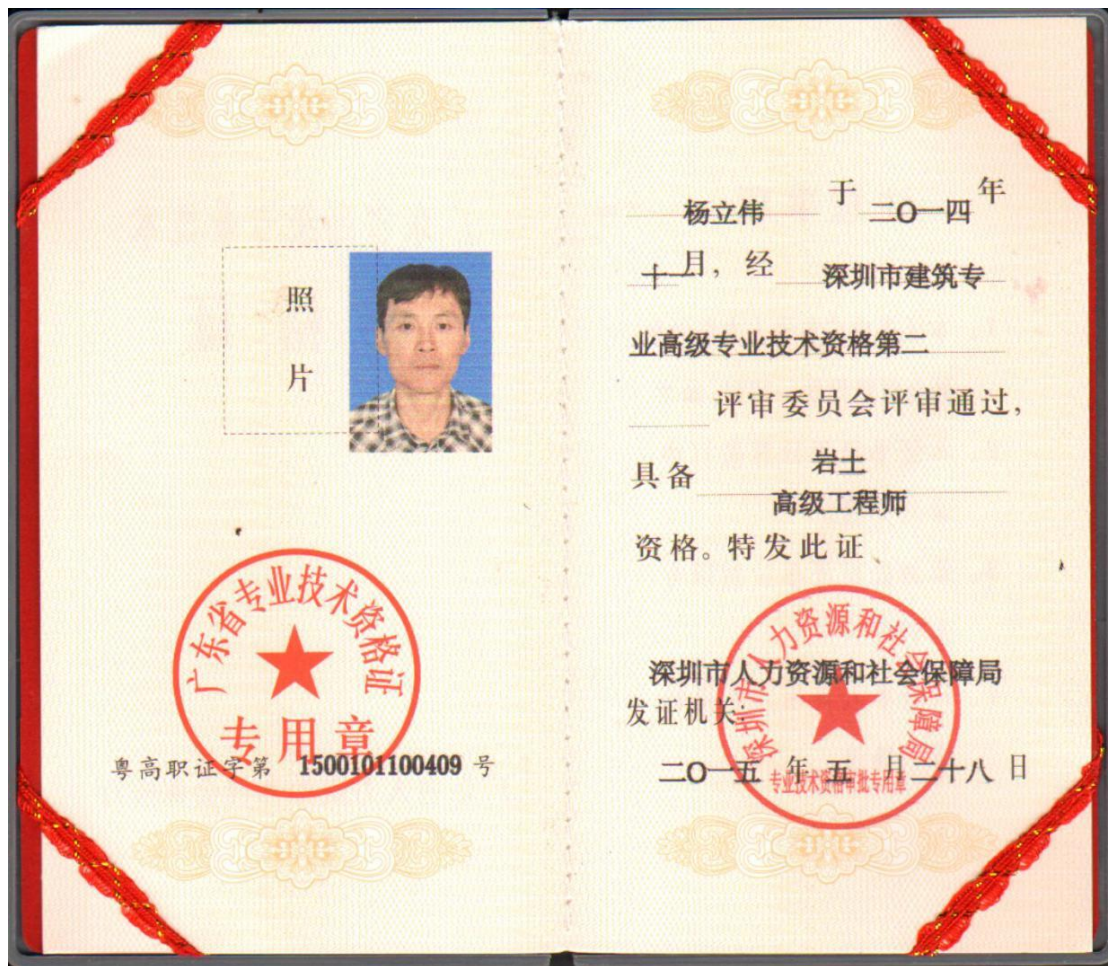 照
片
广东省专业技术资格证
专用章
粤高职证字第 1500101100409 号
杨立伟 于 二O一四 年
十一月，经 深圳市建筑专
业高级专业技术资格第二
评审委员会评审通过，
岩土
具备
高级工程师
资格。特发此证
深圳市人力资源和社会保障局
深圳市人力资源和社会保障局
发证机关：
二O一五 年 五 月 二十八 日
专业技术资格审批专用章